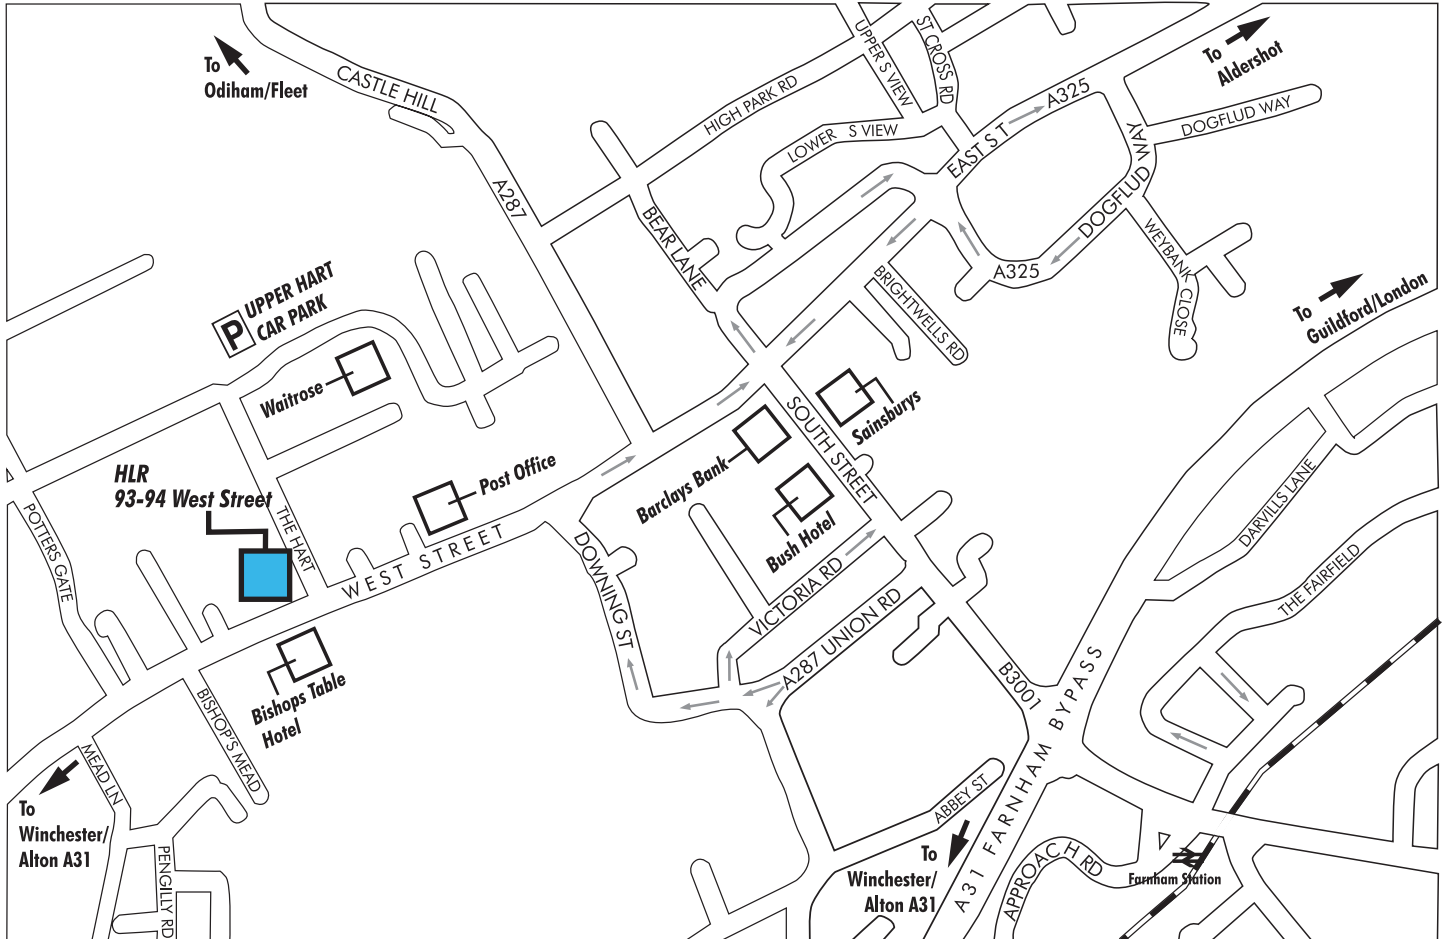 To
Odiham/Fleet
CASTLE HILL
A287
HIGH PARK RD
UPPER S VIEW
ST CROSS RD
LOWER S VIEW
EAST ST
A325
To
Aldershot
DOGFLUD WAY
DOGFLUD WAY
A325
WEYBANK CLOSE
BRIGHTWELLS RD
BEAR LANE
To
Guildford/London
P
UPPER HART
CAR PARK
Waitrose
HLR
93-94 West Street
THE HART
POTTERS GATE
Post Office
WEST STREET
Barclays Bank
Bush Hotel
Sainsburys
SOUTH STREET
DOWNING ST
VICTORIA RD
A287 UNION RD
B3001
DARVILLS LANE
THE FAIRFIELD
Bishops Table
Hotel
BISHOP'S MEAD
MEAD LN
To
Winchester/
Alton A31
PENGILLY RD
ABBEY ST
To
Winchester/
Alton A31
A31 FARNHAM BYPASS
APPROACH RD
Farnham Station